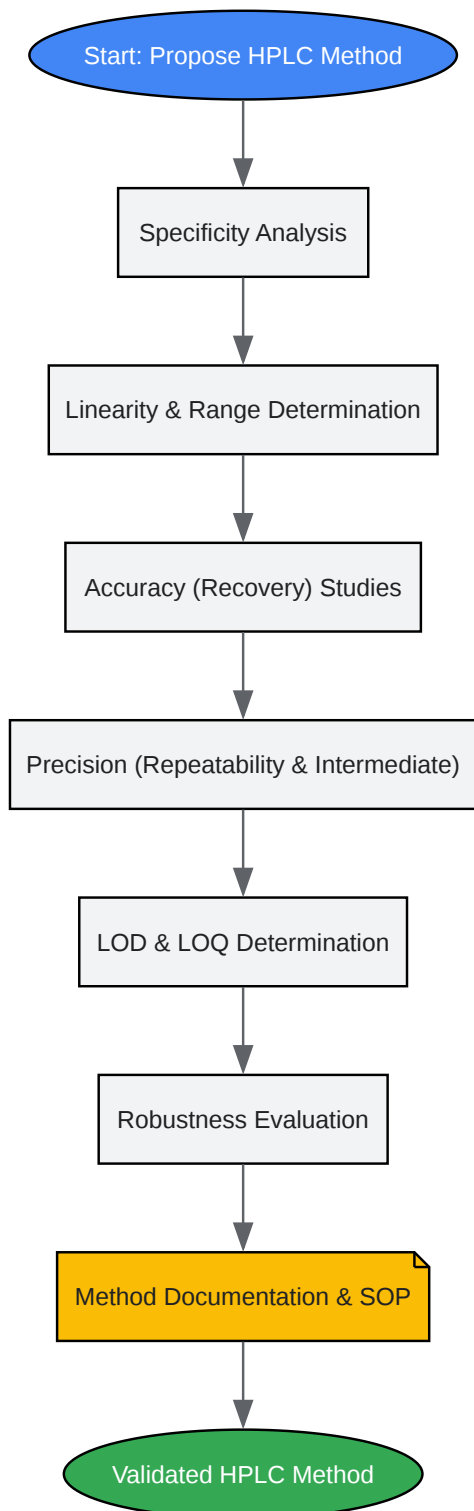 Start: Propose HPLC Method
Specificity Analysis
Linearity & Range Determination
Accuracy (Recovery) Studies
Precision (Repeatability & Intermediate)
LOD & LOQ Determination
Robustness Evaluation
Method Documentation & SOP
Validated HPLC Method